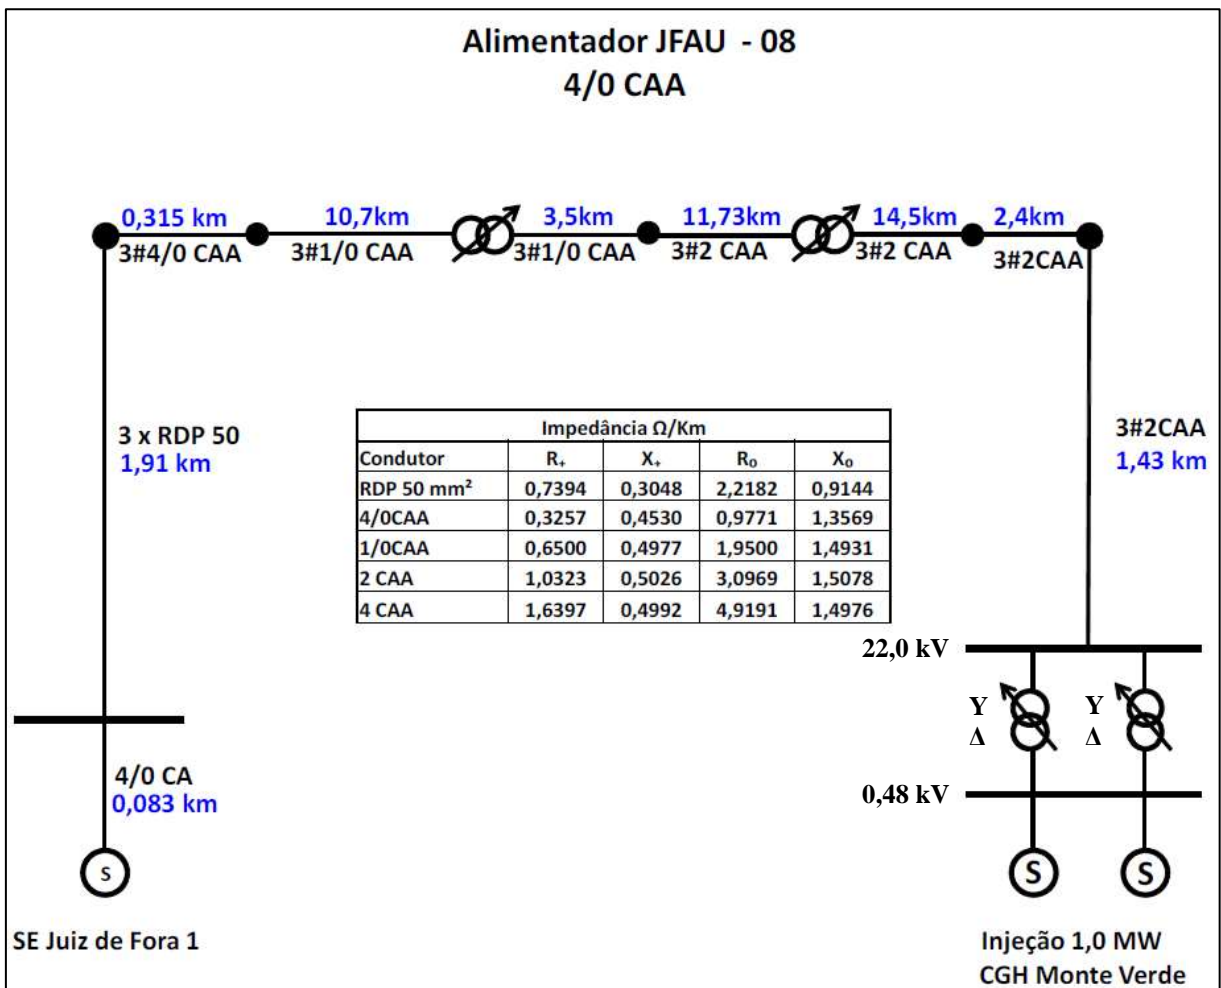 Alimentador JFAU - 08
4/0 CAA
0,315 km
10,7km
3,5km
11,73km
14,5km
2,4km
3#4/0 CAA
3#1/0 CAA
3#1/0 CAA
3#2 CAA
3#2 CAA
3#2CAA
3 x RDP 50
1,91 km
Impedância Ω/Km
Condutor R₊ X₊ R₀ X₀
RDP 50 mm² 0,7394 0,3048 2,2182 0,9144
4/0CAA 0,3257 0,4530 0,9771 1,3569
1/0CAA 0,6500 0,4977 1,9500 1,4931
2 CAA 1,0323 0,5026 3,0969 1,5078
4 CAA 1,6397 0,4992 4,9191 1,4976
3#2CAA
1,43 km
22,0 kV
Y
Δ
Y
Δ
0,48 kV
4/0 CA
0,083 km
S
S
S
SE Juiz de Fora 1
Injeção 1,0 MW
CGH Monte Verde